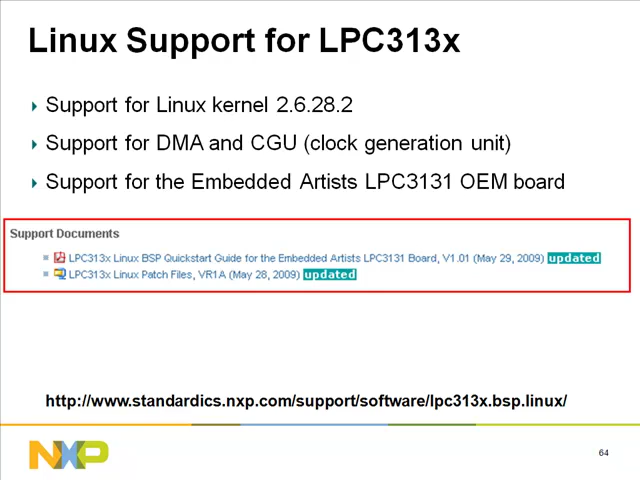 Linux Support for LPC313x
Support for Linux kernel 2.6.28.2
Support for DMA and CGU (clock generation unit)
Support for the Embedded Artists LPC3131 OEM board
Support Documents
LPC313x Linux BSP Quickstart Guide for the Embedded Artists LPC3131 Board, V1.01 (May 29, 2009) updated
LPC313x Linux Patch Files, VR1A (May 28, 2009) updated
http://www.standardics.nxp.com/support/software/lpc313x.bsp.linux/
NXP
64